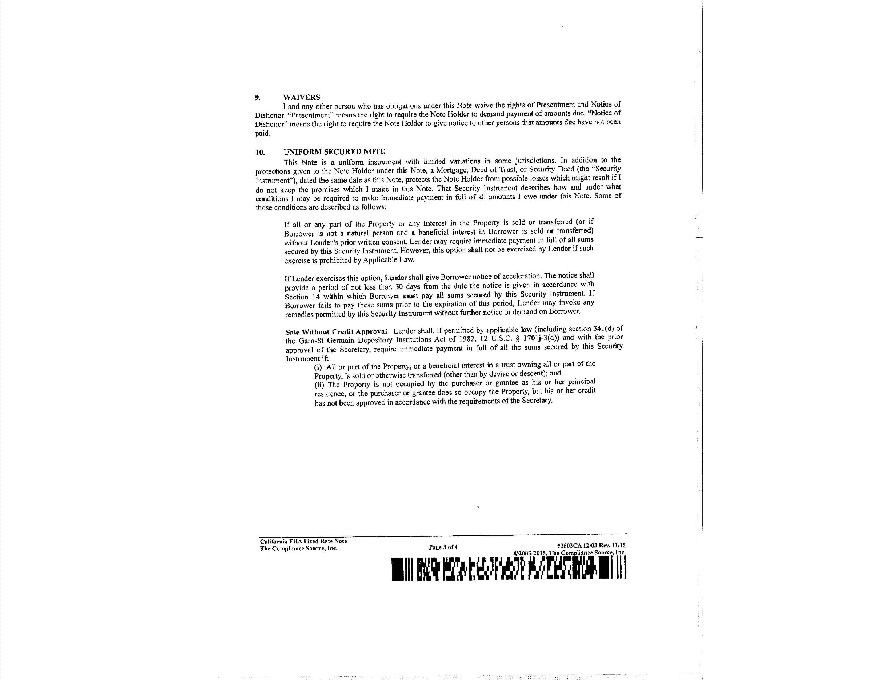 9. WAIVERS
I and any other person who has obligations under this Note waive the rights of Presentment and Notice of
Dishonor. "Presentment" means the right to require the Note Holder to demand payment of amounts due. "Notice of
Dishonor" means the right to require the Note Holder to give notice to other persons that amounts due have not been
paid.
10. UNIFORM SECURED NOTE
This Note is a uniform instrument with limited variations in some jurisdictions. In addition to the
protections given to the Note Holder under this Note, a Mortgage, Deed of Trust, or Security Deed (the "Security
Instrument"), dated the same date as this Note, protects the Note Holder from possible losses which might result if I
do not keep the promises which I make in this Note. That Security Instrument describes how and under what
conditions I may be required to make immediate payment in full of all amounts I owe under this Note. Some of
those conditions are described as follows:
If all or any part of the Property or any interest in the Property is sold or transferred (or if
Borrower is not a natural person and a beneficial interest in Borrower is sold or transferred)
without Lender's prior written consent, Lender may require immediate payment in full of all sums
secured by this Security Instrument. However, this option shall not be exercised by Lender if such
exercise is prohibited by Applicable Law.
If Lender exercises this option, Lender shall give Borrower notice of acceleration. The notice shall
provide a period of not less than 30 days from the date the notice is given in accordance with
Section 14 within which Borrower must pay all sums secured by this Security Instrument. If
Borrower fails to pay these sums prior to the expiration of this period, Lender may invoke any
remedies permitted by this Security Instrument without further notice or demand on Borrower.
Sale Without Credit Approval. Lender shall, if permitted by applicable law (including section 341(d) of
the Garn-St Germain Depository Institutions Act of 1982, 12 U.S.C. § 1701j-3(d)) and with the prior
approval of the Secretary, require immediate payment in full of all the sums secured by this Security
Instrument if:
(i) All or part of the Property, or a beneficial interest in a trust owning all or part of the
Property, is sold or otherwise transferred (other than by devise or descent); and
(ii) The Property is not occupied by the purchaser or grantee as his or her principal
residence, or the purchaser or grantee does so occupy the Property, but his or her credit
has not been approved in accordance with the requirements of the Secretary.
California FHA Fixed Rate Note
The Compliance Source, Inc.
Page 3 of 4
12/03 Rev. 11/15
2015, The Compliance Source, Inc.